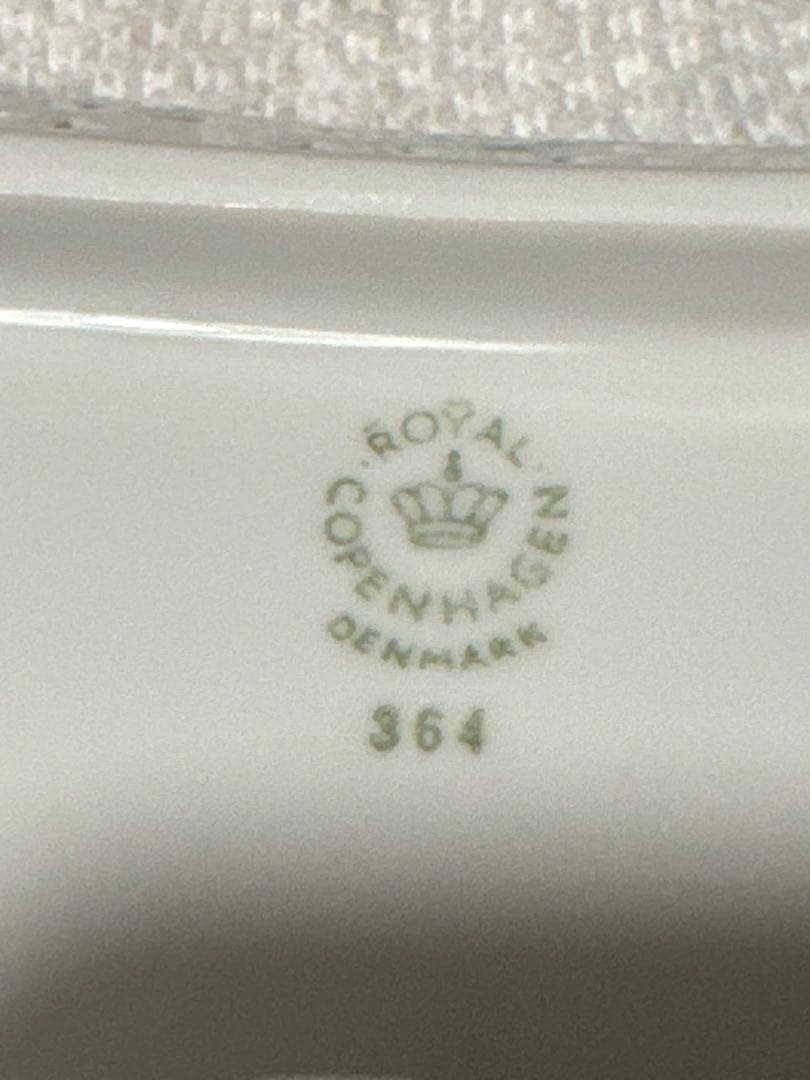 ROYAL
COPENHAGEN
DENMARK
364